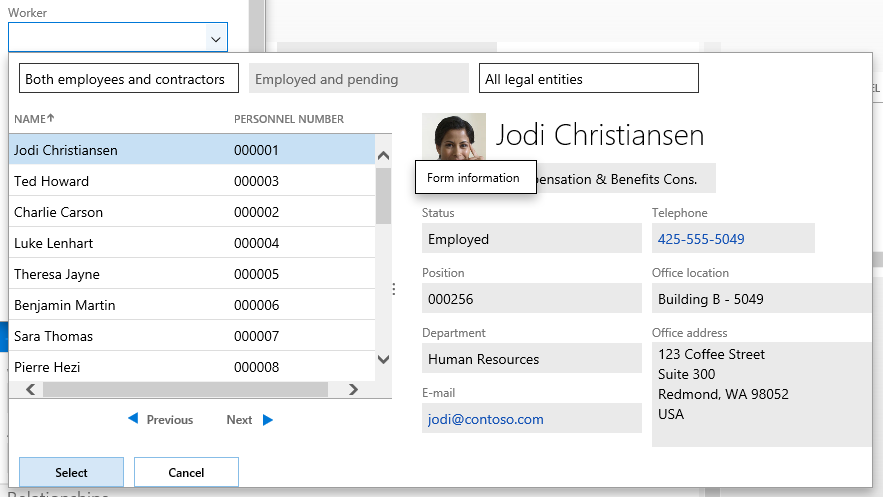 Worker
Both employees and contractors
Employed and pending
All legal entities
EL
NAME↑
PERSONNEL NUMBER
Jodi Christiansen
000001
Ted Howard
000003
Charlie Carson
000002
Luke Lenhart
000004
Theresa Jayne
000005
Benjamin Martin
000006
Sara Thomas
000007
Pierre Hezi
000008
Previous
Next
Select
Cancel
Jodi Christiansen
Form information
pensation & Benefits Cons.
Status
Employed
Telephone
425-555-5049
Position
000256
Office location
Building B - 5049
Department
Human Resources
Office address
123 Coffee Street
Suite 300
Redmond, WA 98052
USA
E-mail
jodi@contoso.com
Relationships